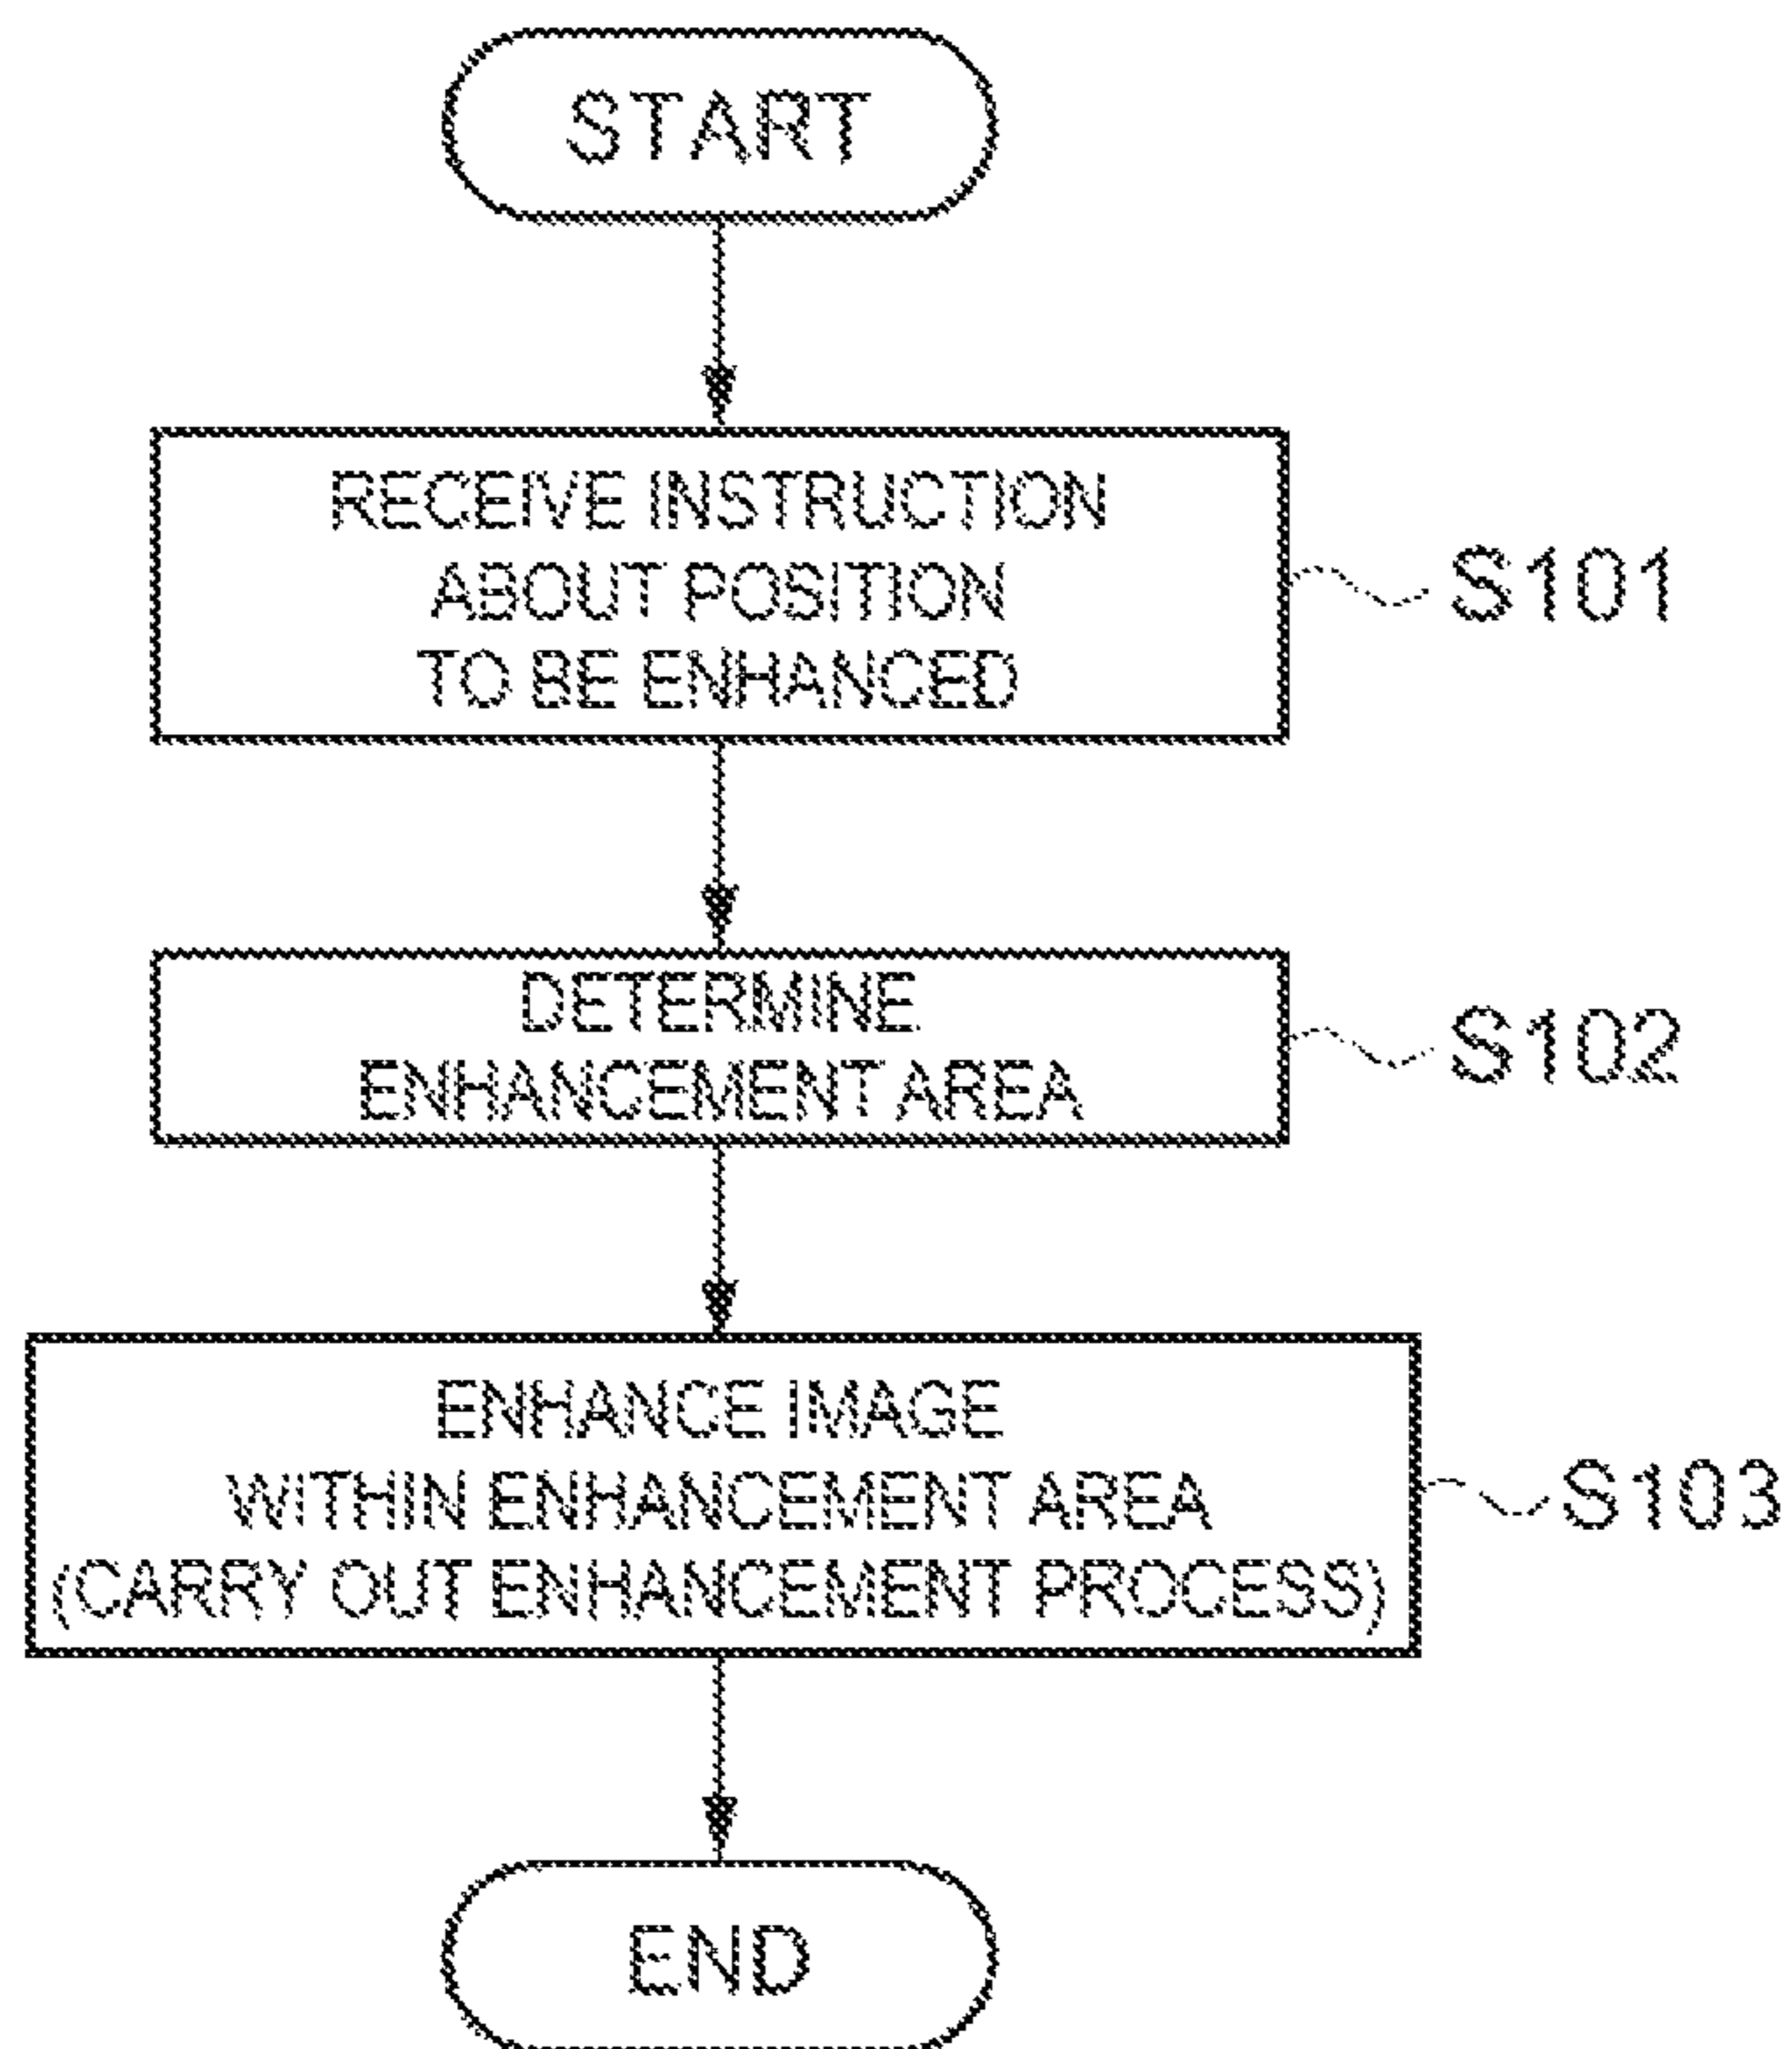 START
RECEIVE INSTRUCTION
ABOUT POSITION
TO BE ENHANCED
S101
DETERMINE
ENHANCEMENT AREA
S102
ENHANCE IMAGE
WITHIN ENHANCEMENT AREA
(CARRY OUT ENHANCEMENT PROCESS)
S103
END